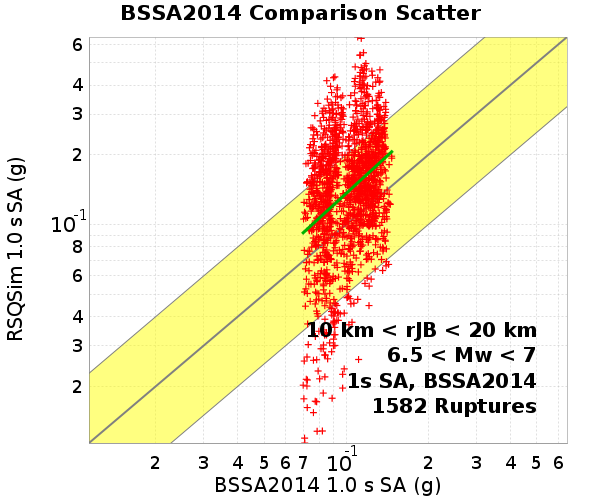 BSSA2014 Comparison Scatter
RSQSim 1.0 s SA (g)
6
4
3
2
10-1
8
6
4
3
2
10 km < rJB < 20 km
6.5 < Mw < 7
1s SA, BSSA2014
1582 Ruptures
2 3 4 5 6 7 10-1 2 3 4 5 6
BSSA2014 1.0 s SA (g)